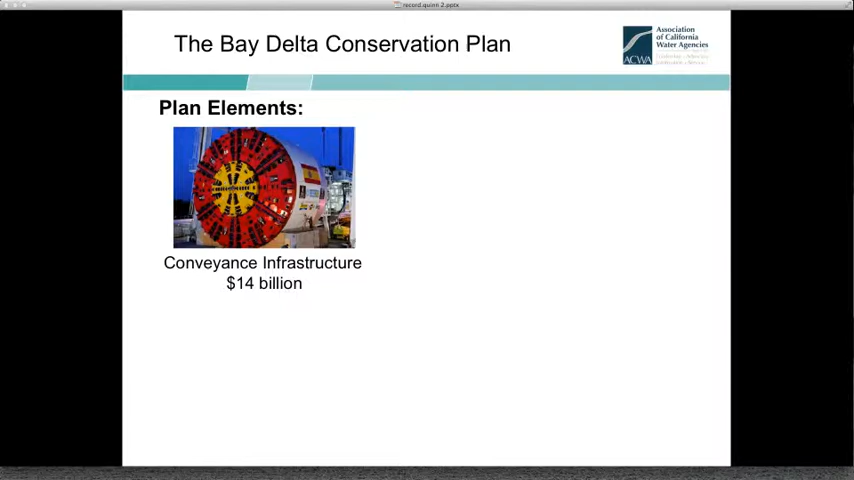 record.quinn 2.pptx
The Bay Delta Conservation Plan
Association
of California
Water Agencies
ACWA
Plan Elements:
Conveyance Infrastructure
$14 billion